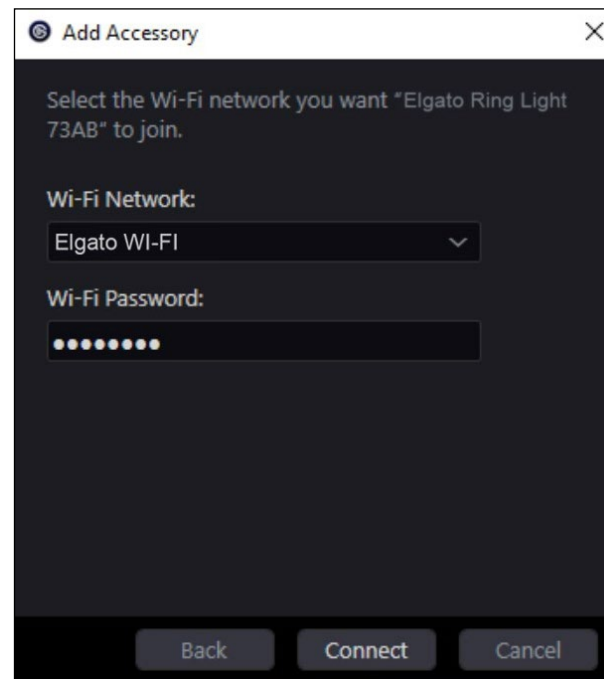 Add Accessory
Select the Wi-Fi network you want “Elgato Ring Light
73AB” to join.
Wi-Fi Network:
Elgato WI-FI
Wi-Fi Password:
●●●●●●●●
Back Connect Cancel